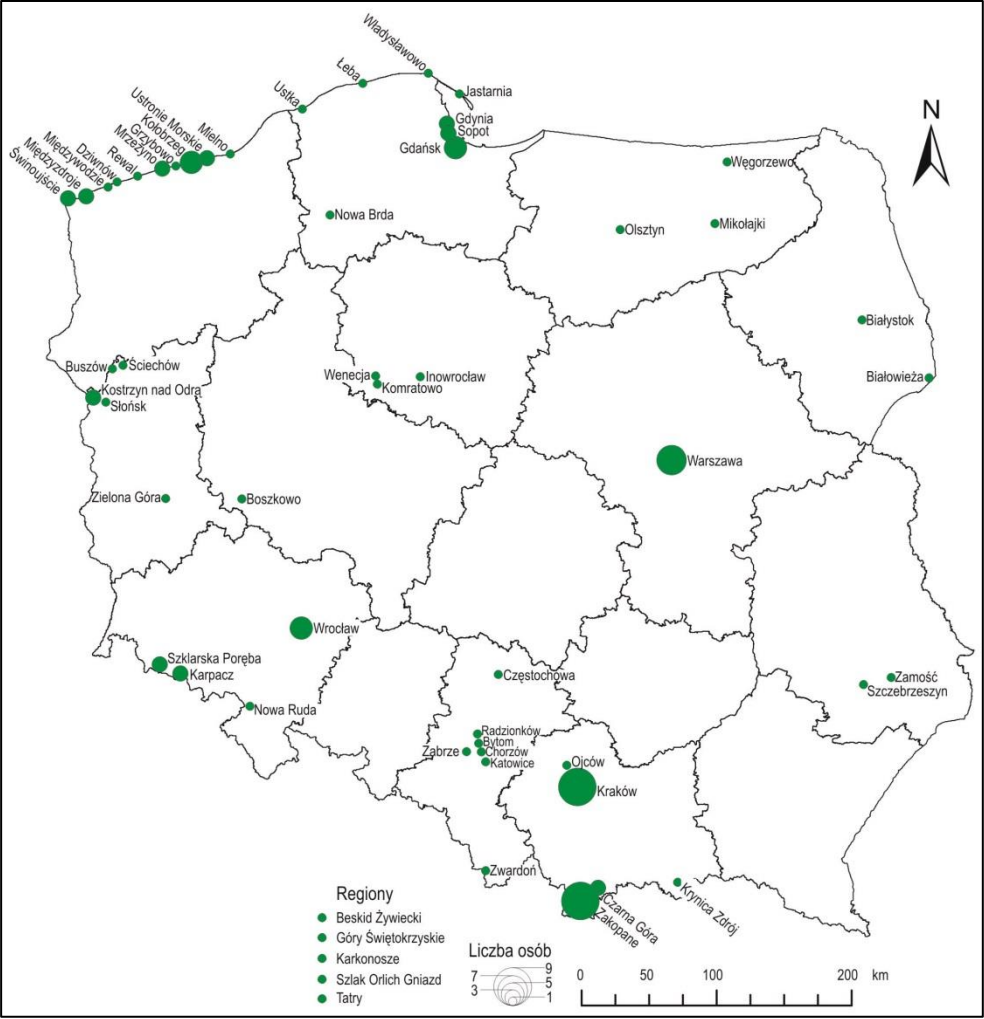 Władysławowo
Łeba
Ustka
Jastarnia
Gdynia
Sopot
Gdańsk
Mielno
Ustronie Morskie
Kołobrzeg
Grzybowo
Mrzeżyno
Rewal
Dziwnów
Międzywodzie
Międzyzdroje
Świnoujście
N
Węgorzewo
Nowa Brda
Olsztyn
Mikołajki
Białystok
Buszów
Ściechów
Wenecja
Inowrocław
Białowieża
Komratowo
Kostrzyn nad Odrą
Słońsk
Warszawa
Zielona Góra
Boszkowo
Wrocław
Szklarska Poręba
Karpacz
Częstochowa
Zamość
Szczebrzeszyn
Nowa Ruda
Radzionków
Bytom
Zabrze
Chorzów
Katowice
Ojców
Kraków
Zwardoń
Czarna Góra
Zakopane
Krynica Zdrój
Regiony
Beskid Żywiecki
Góry Świętokrzyskie
Karkonosze
Szlak Orlich Gniazd
Tatry
Liczba osób
9
7
5
3
1
0 50 100 200 km